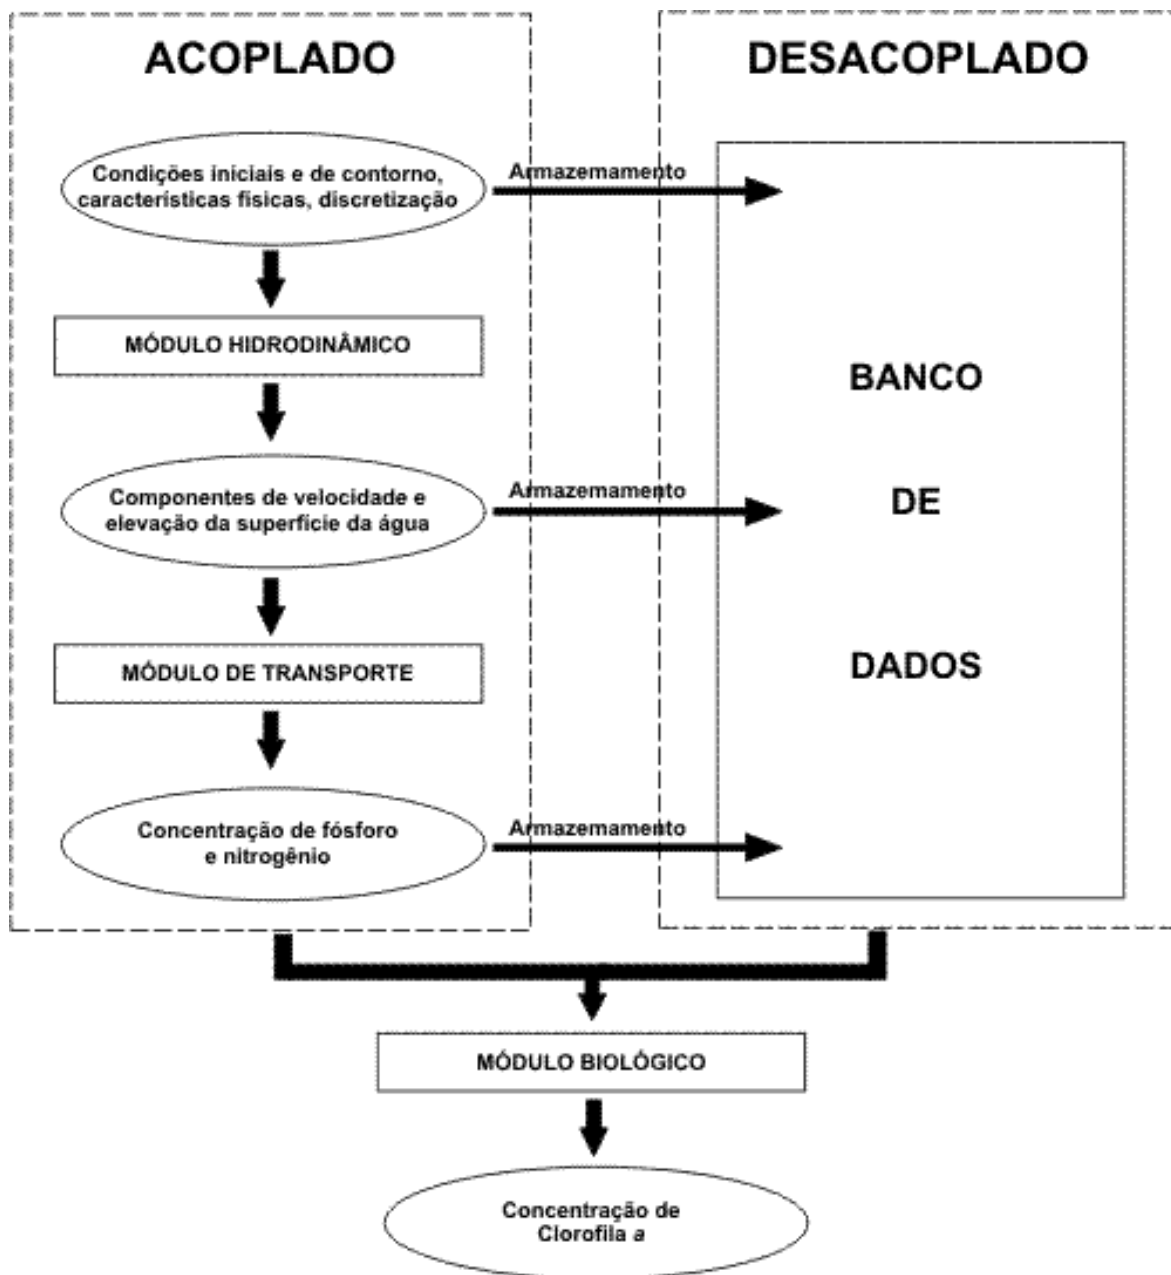 ACOPLADO
Condições iniciais e de contorno,
características físicas, discretização
MÓDULO HIDRODINÂMICO
Componentes de velocidade e
elevação da superfície da água
MÓDULO DE TRANSPORTE
Concentração de fósforo
e nitrogênio
Armazemamento
Armazemamento
Armazemamento
DESACOPLADO
BANCO
DE
DADOS
MÓDULO BIOLÓGICO
Concentração de
Clorofila a